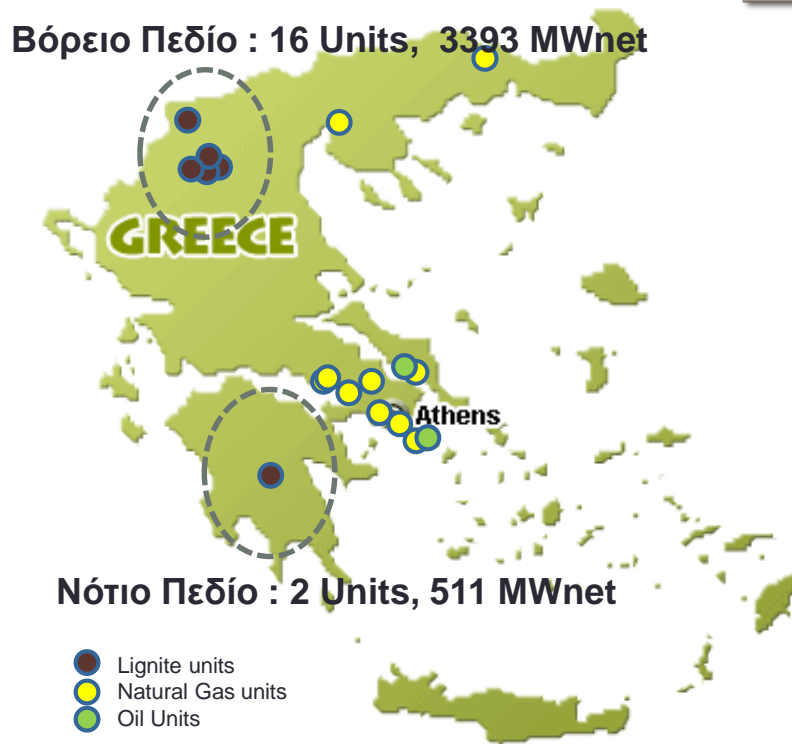 Βόρειο Πεδίο : 16 Units, 3393 MWnet
GREECE
Athens
Νότιο Πεδίο : 2 Units, 511 MWnet
Lignite units
Natural Gas units
Oil Units